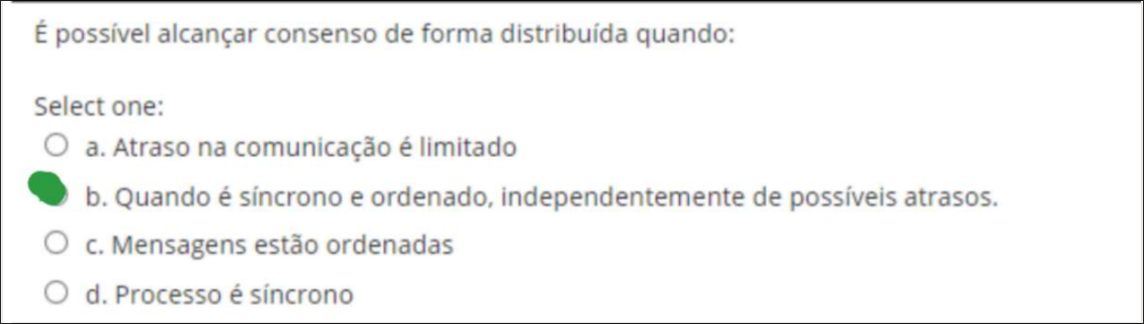 É possível alcançar consenso de forma distribuída quando:
Select one:
a. Atraso na comunicação é limitado
b. Quando é síncrono e ordenado, independentemente de possíveis atrasos.
c. Mensagens estão ordenadas
d. Processo é síncrono